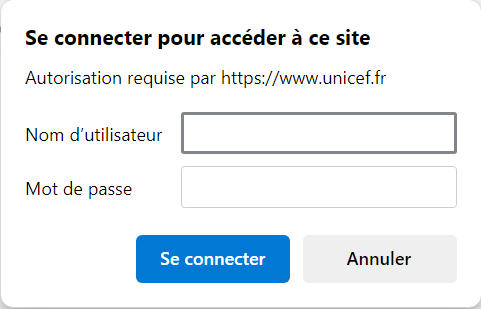 Se connecter pour accéder à ce site
Autorisation requise par https://www.unicef.fr
Nom d’utilisateur
Mot de passe
Se connecter
Annuler